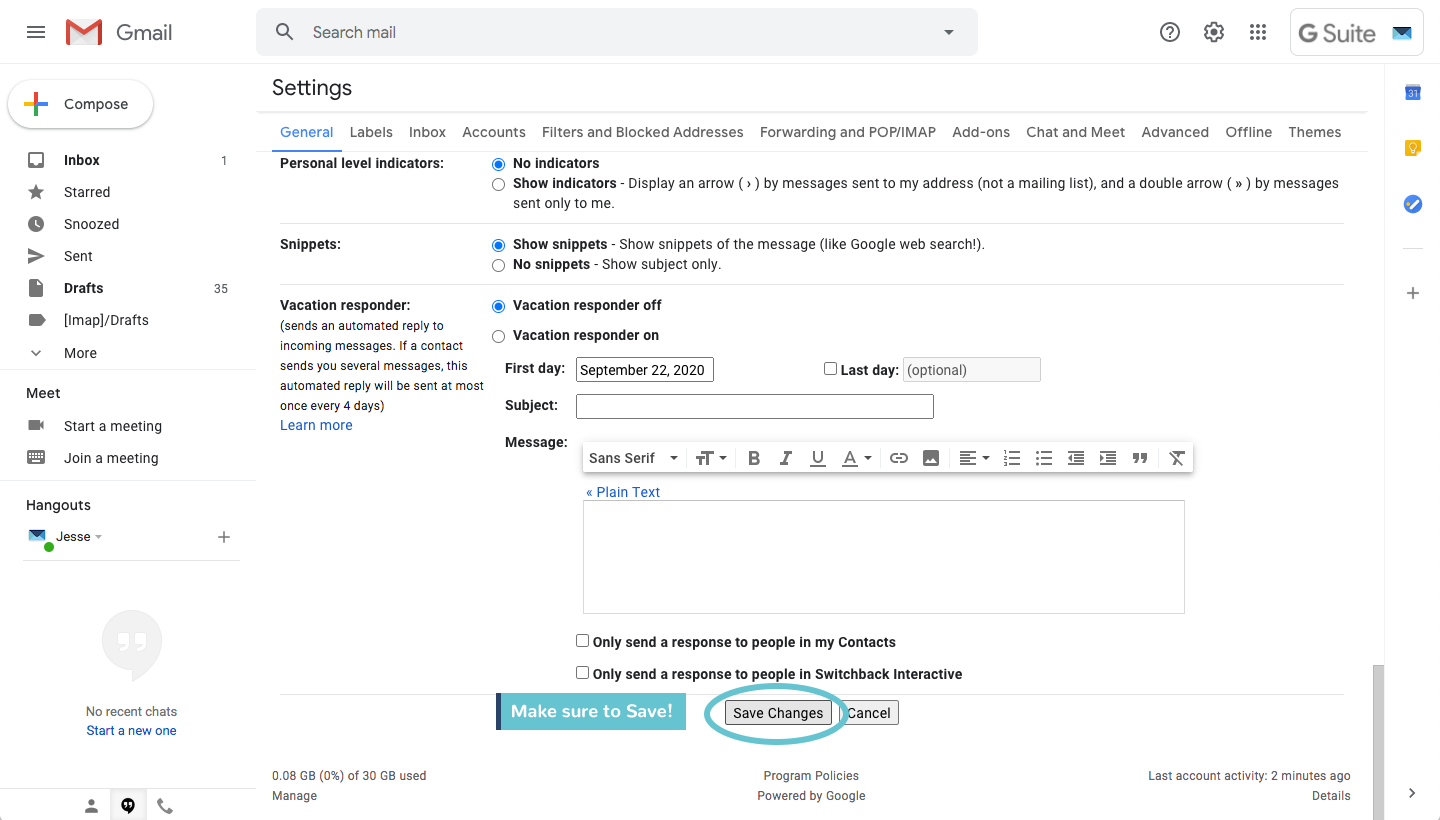 Gmail
Search mail
G Suite
Compose
Inbox 1
Starred
Snoozed
Sent
Drafts 35
[Imap]/Drafts
More
Meet
Start a meeting
Join a meeting
Hangouts
Jesse
No recent chats
Start a new one
Settings
General Labels Inbox Accounts Filters and Blocked Addresses Forwarding and POP/IMAP Add-ons Chat and Meet Advanced Offline Themes
Personal level indicators:
No indicators
Show indicators - Display an arrow ( › ) by messages sent to my address (not a mailing list), and a double arrow ( » ) by messages
sent only to me.
Snippets:
Show snippets - Show snippets of the message (like Google web search!).
No snippets - Show subject only.
Vacation responder:
(sends an automated reply to
incoming messages. If a contact
sends you several messages, this
automated reply will be sent at most
once every 4 days)
Learn more
Vacation responder off
Vacation responder on
First day: September 22, 2020 Last day: (optional)
Subject:
Message:
Sans Serif
« Plain Text
Only send a response to people in my Contacts
Only send a response to people in Switchback Interactive
Make sure to Save!
Save Changes Cancel
0.08 GB (0%) of 30 GB used
Manage
Program Policies
Powered by Google
Last account activity: 2 minutes ago
Details
31